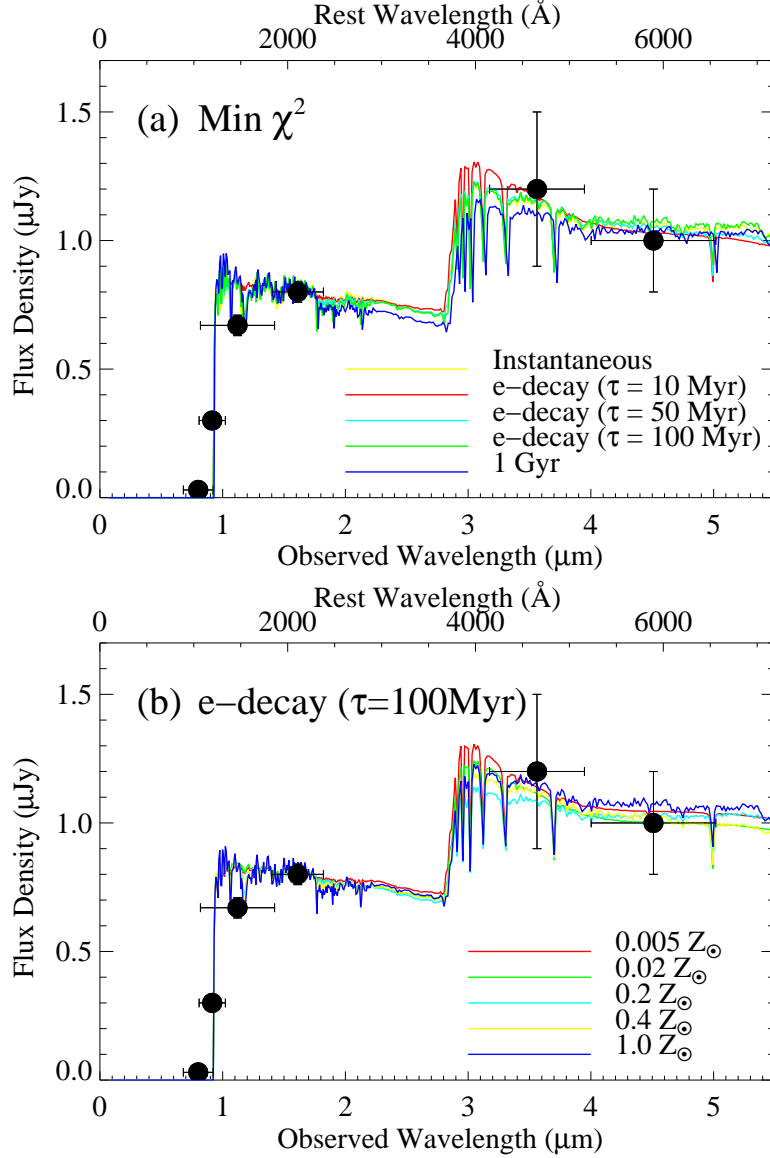 Rest Wavelength (Å)
0 2000 4000 6000
(a) Min χ²
1.5
1.0
0.5
0.0
Flux Density (μJy)
Instantaneous
e−decay (τ = 10 Myr)
e−decay (τ = 50 Myr)
e−decay (τ = 100 Myr)
1 Gyr
0 1 2 3 4 5
Observed Wavelength (μm)
Rest Wavelength (Å)
0 2000 4000 6000
(b) e−decay (τ=100Myr)
1.5
1.0
0.5
0.0
Flux Density (μJy)
0.005 Z☉
0.02 Z☉
0.2 Z☉
0.4 Z☉
1.0 Z☉
0 1 2 3 4 5
Observed Wavelength (μm)